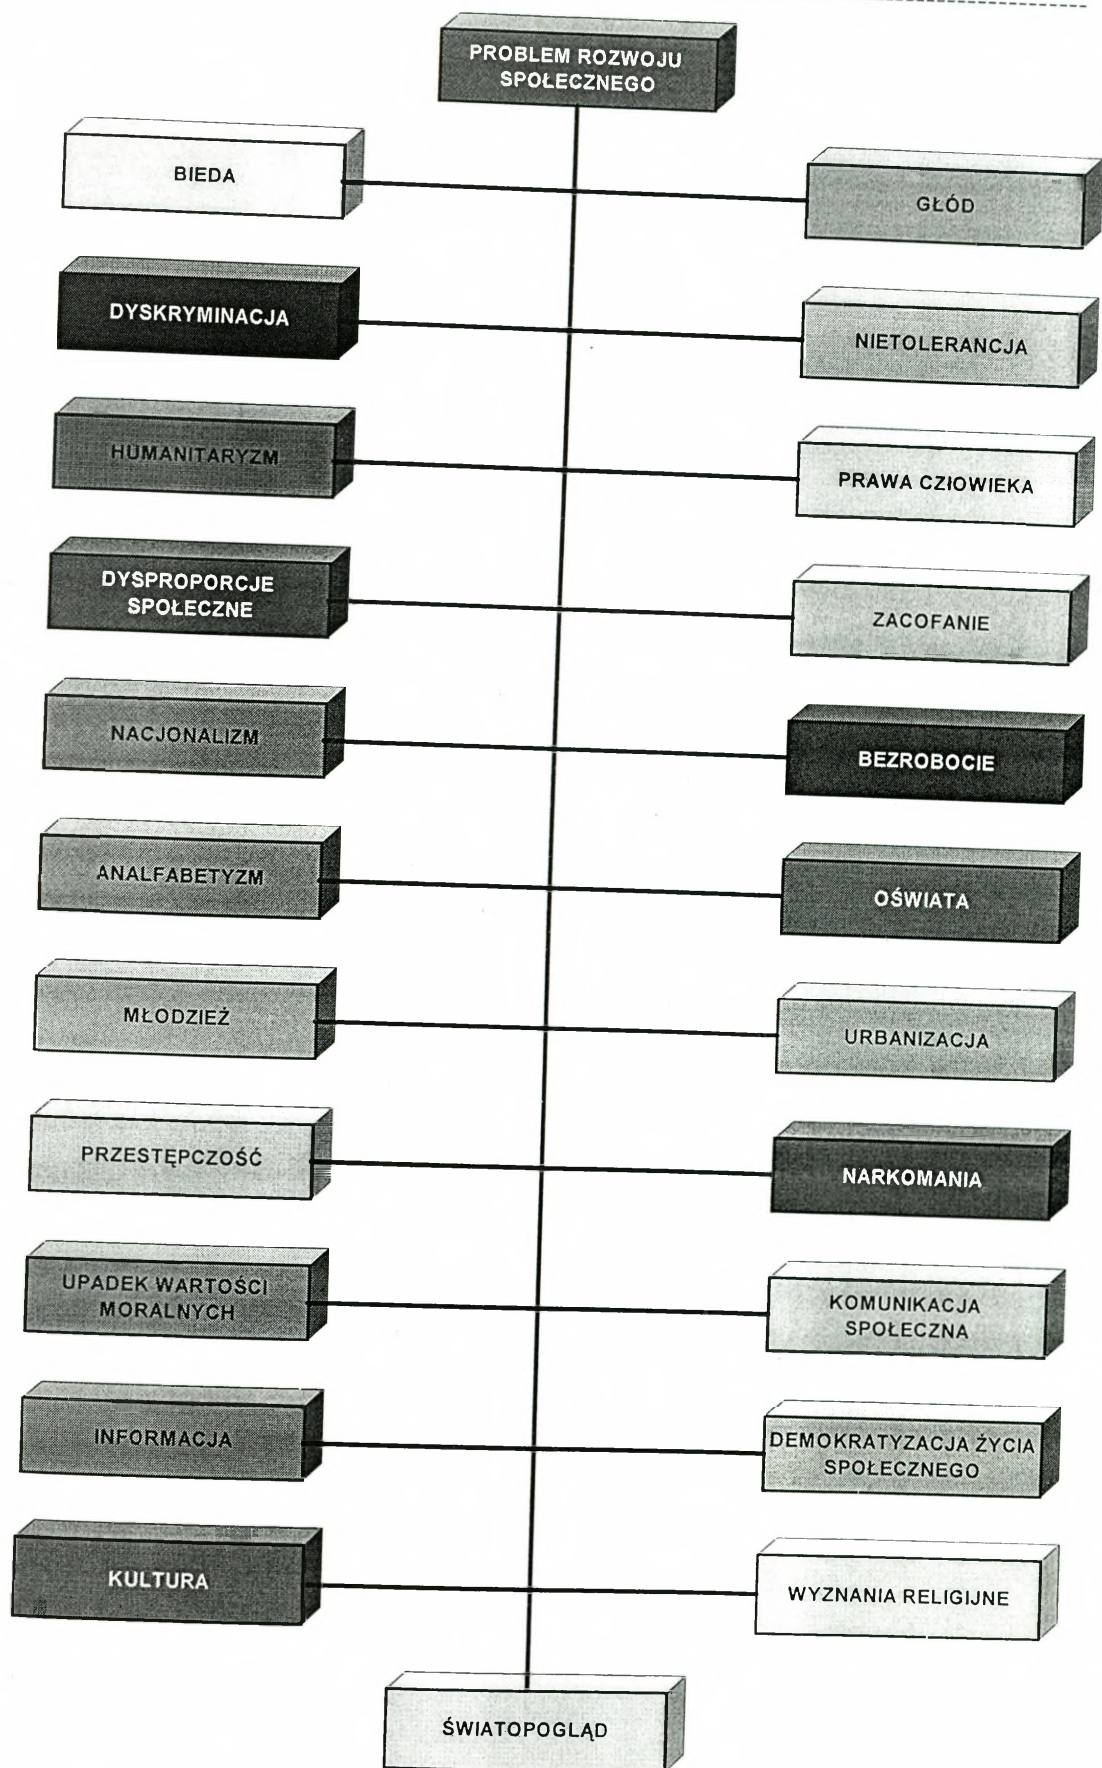 PROBLEM ROZWOJU
SPOŁECZNEGO
BIEDA
GŁÓD
DYSKRYMINACJA
NIETOLERANCJA
HUMANITARYZM
PRAWA CZIOWIEKA
DYSPROPORCJE
SPOŁECZNE
ZACOFANIE
NACJONALIZM
BEZROBOCIE
ANALFABETYZM
OŚWIATA
MŁODZIEŻ
URBANIZACJA
PRZESTĘPCZOŚĆ
NARKOMANIA
UPADEK WARTOŚCI
MORALNYCH
KOMUNIKACJA
SPOŁECZNA
INFORMACJA
DEMOKRATYZACJA ŻYCIA
SPOŁECZNEGO
KULTURA
WYZNANIA RELIGIJNE
ŚWIATOPOGLĄD